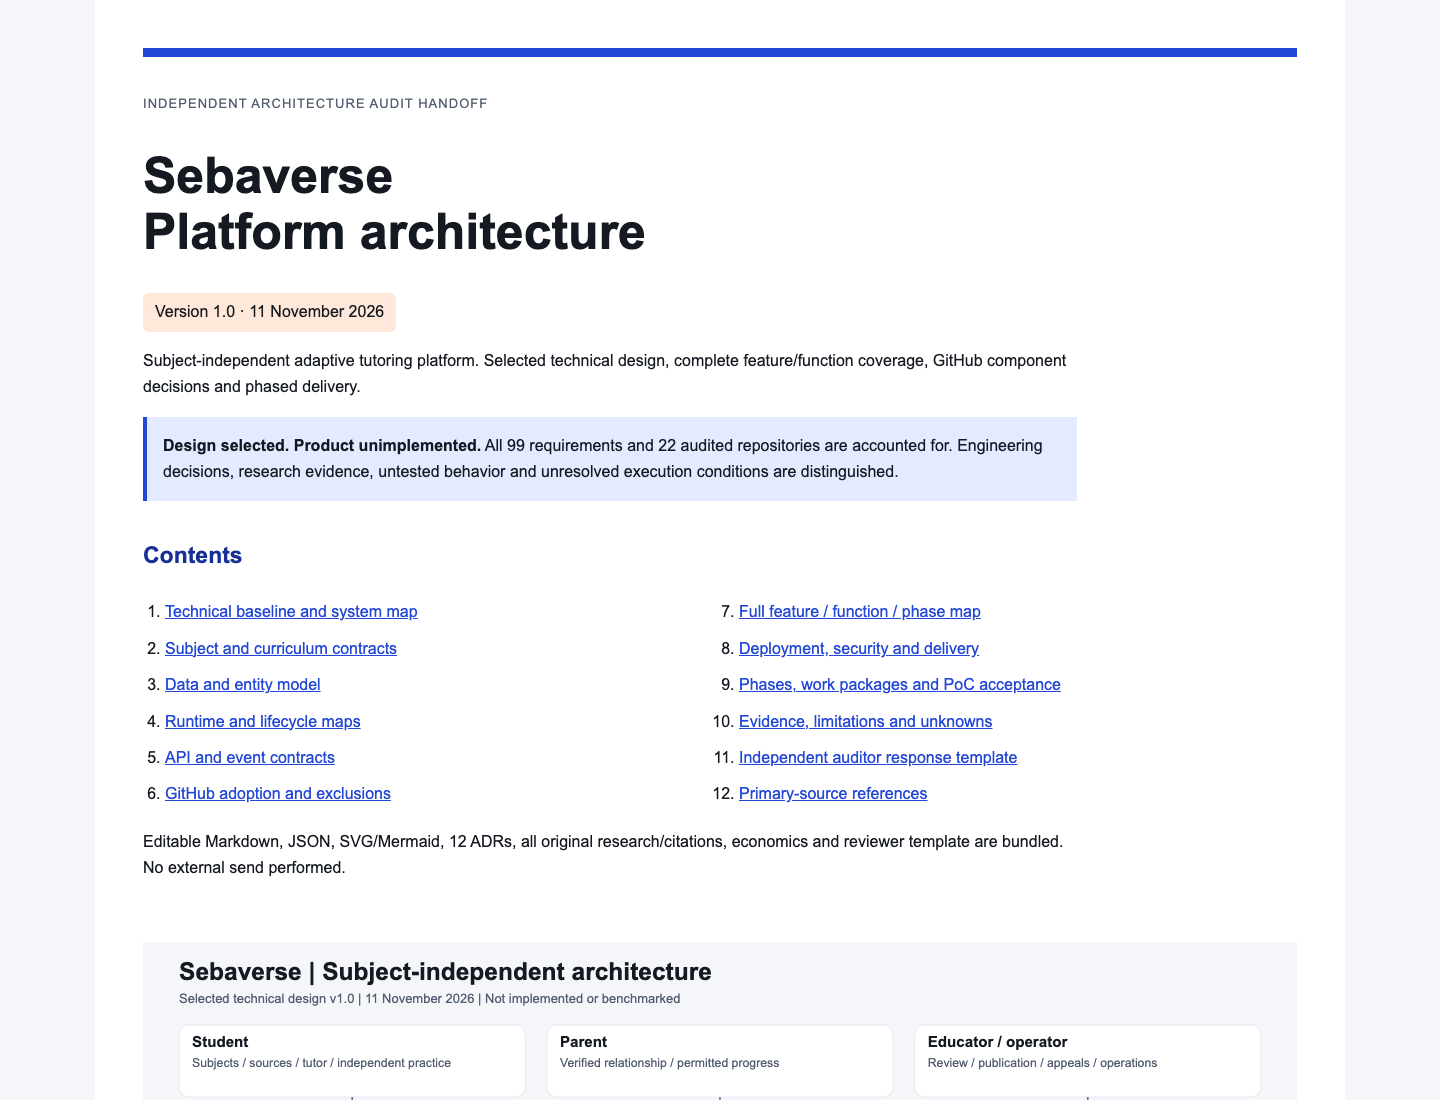 INDEPENDENT ARCHITECTURE AUDIT HANDOFF
Sebaverse
Platform architecture
Version 1.0 · 11 November 2026
Subject-independent adaptive tutoring platform. Selected technical design, complete feature/function coverage, GitHub component
decisions and phased delivery.
Design selected. Product unimplemented. All 99 requirements and 22 audited repositories are accounted for. Engineering
decisions, research evidence, untested behavior and unresolved execution conditions are distinguished.
Contents
1. Technical baseline and system map
2. Subject and curriculum contracts
3. Data and entity model
4. Runtime and lifecycle maps
5. API and event contracts
6. GitHub adoption and exclusions
7. Full feature / function / phase map
8. Deployment, security and delivery
9. Phases, work packages and PoC acceptance
10. Evidence, limitations and unknowns
11. Independent auditor response template
12. Primary-source references
Editable Markdown, JSON, SVG/Mermaid, 12 ADRs, all original research/citations, economics and reviewer template are bundled.
No external send performed.
Sebaverse | Subject-independent architecture
Selected technical design v1.0 | 11 November 2026 | Not implemented or benchmarked
Student
Subjects / sources / tutor / independent practice
Parent
Verified relationship / permitted progress
Educator / operator
Review / publication / appeals / operations